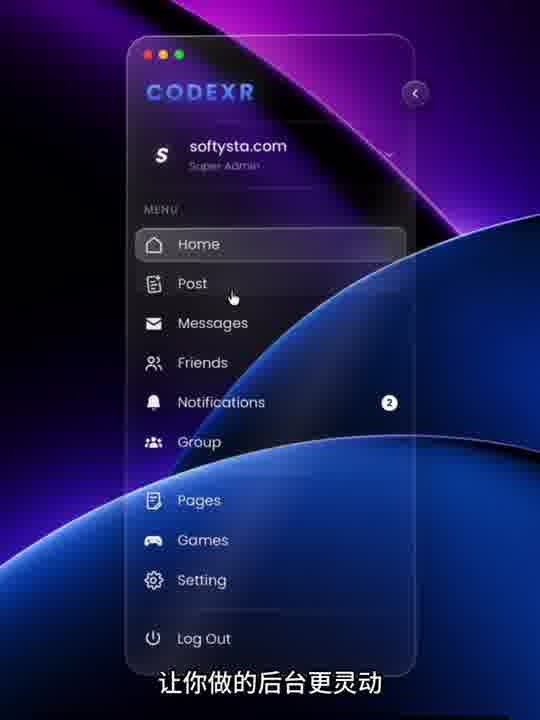 CODEXR
S
softysta.com
Super Admin
MENU
Home
Post
Messages
Friends
Notifications
2
Group
Pages
Games
Setting
Log Out
让你做的后台更灵动